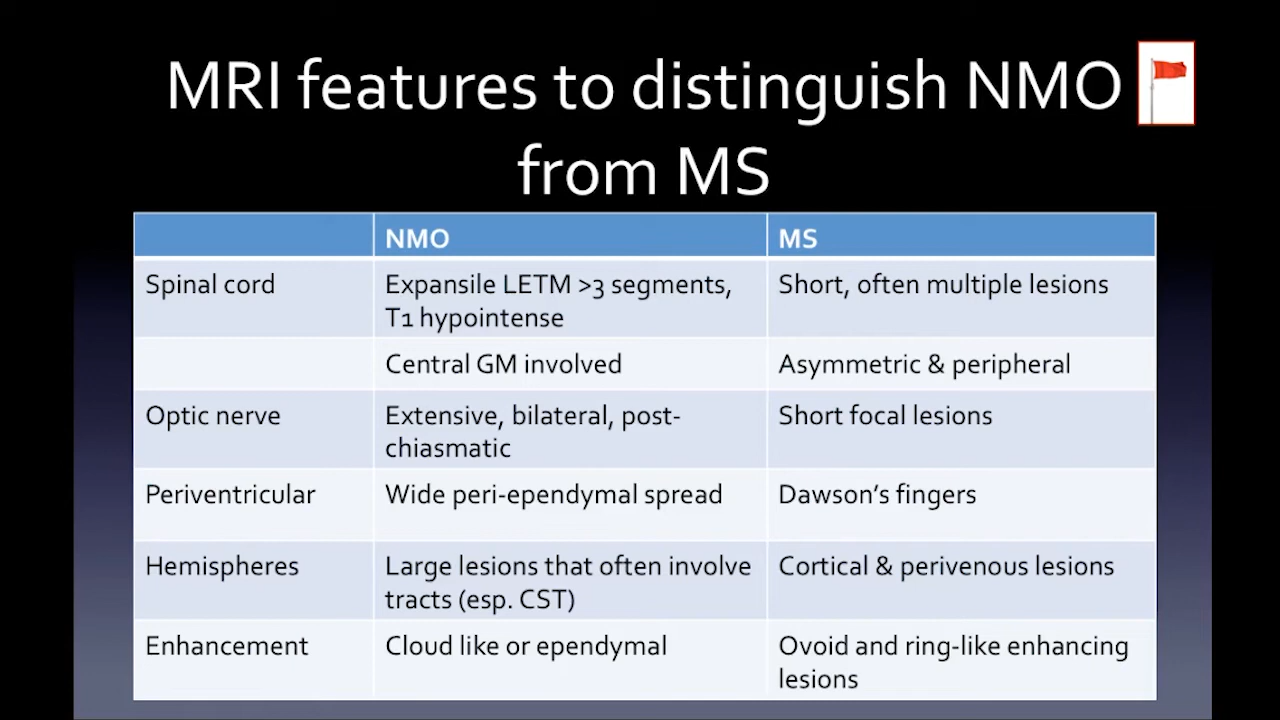 MRI features to distinguish NMO
from MS
NMO MS
Spinal cord Expansile LETM >3 segments, Short, often multiple lesions
T1 hypointense
Central GM involved Asymmetric & peripheral
Optic nerve Extensive, bilateral, post- Short focal lesions
chiasmatic
Periventricular Wide peri-ependymal spread Dawson's fingers
Hemispheres Large lesions that often involve Cortical & perivenous lesions
tracts (esp. CST)
Enhancement Cloud like or ependymal Ovoid and ring-like enhancing
lesions